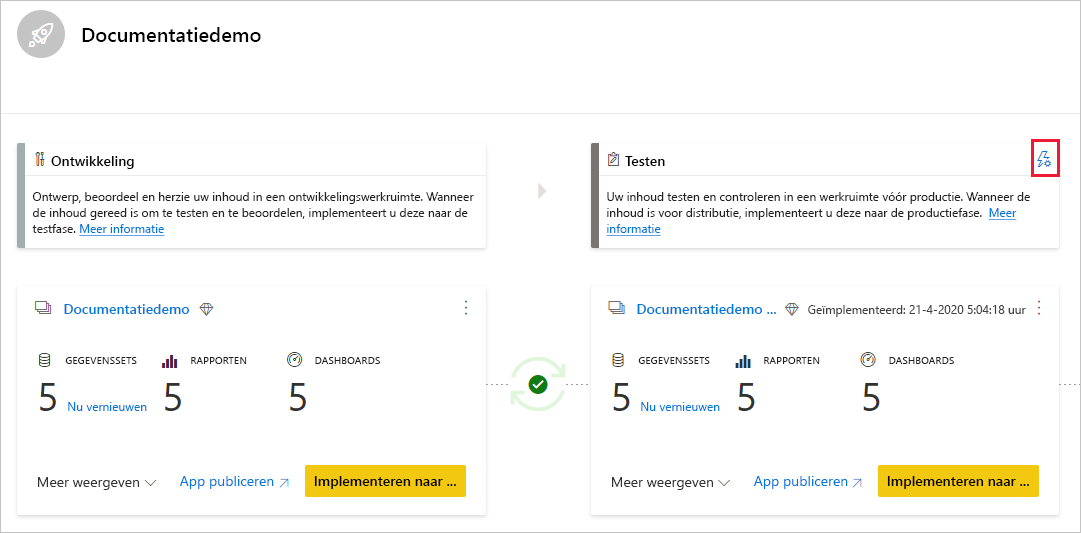 Documentatiedemo
Ontwikkeling
Ontwerp, beoordeel en herzie uw inhoud in een ontwikkelingswerkruimte. Wanneer
de inhoud gereed is om te testen en te beoordelen, implementeert u deze naar de
testfase. Meer informatie
Testen
Uw inhoud testen en controleren in een werkruimte vóór productie. Wanneer de
inhoud is voor distributie, implementeert u deze naar de productiefase. Meer
informatie
Documentatiedemo
GEGEVENSSETS RAPPORTEN DASHBOARDS
5 Nu vernieuwen 5 5
Meer weergeven App publiceren Implementeren naar ...
Documentatiedemo ... Geïmplementeerd: 21-4-2020 5:04:18 uur
GEGEVENSSETS RAPPORTEN DASHBOARDS
5 Nu vernieuwen 5 5
Meer weergeven App publiceren Implementeren naar ...